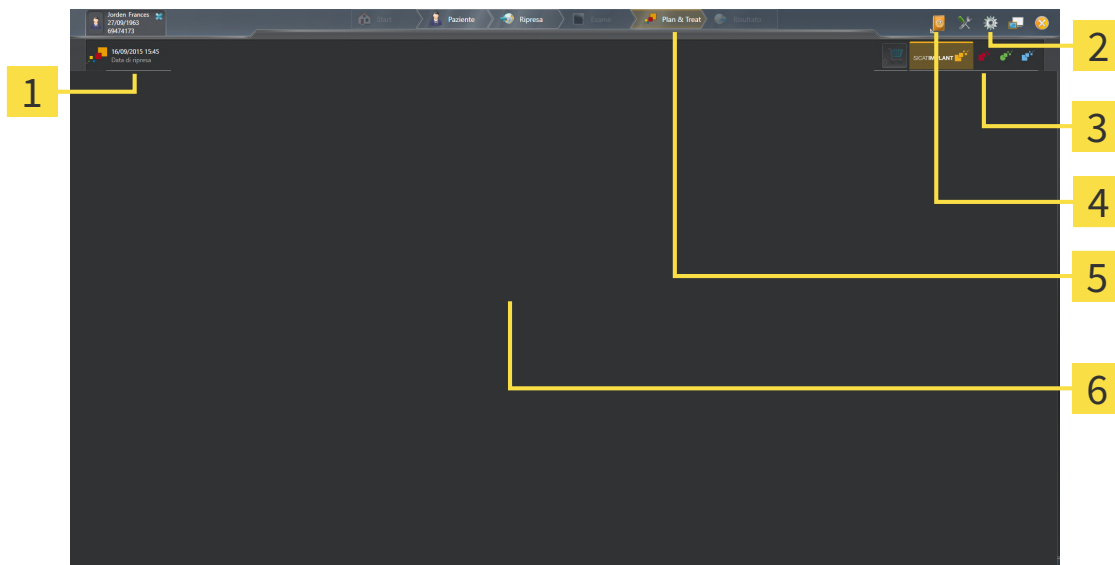 Jorden Frances
27/09/1963
69474173
Start
Paziente
Ripresa
Esame
Plan & Treat
Risultato
16/09/2015 15:45
Data di ripresa
SICAT IMPLANT
1
2
3
4
5
6